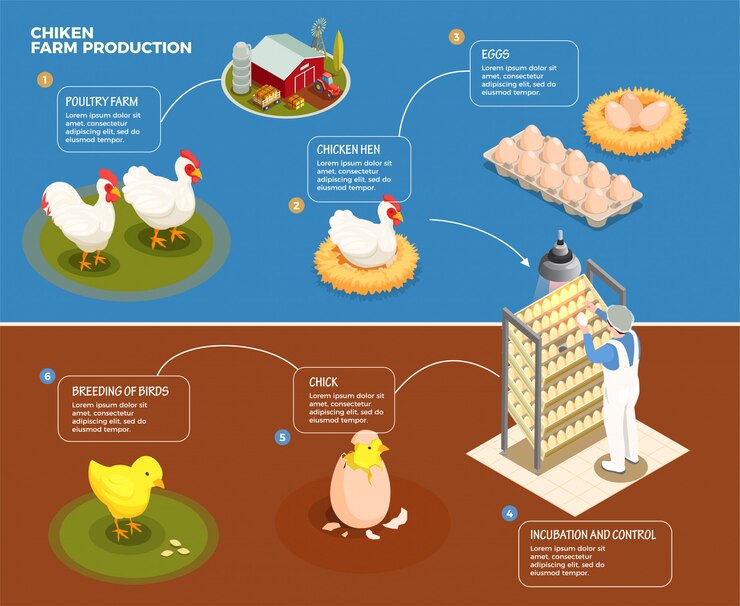 CHIKEN
FARM PRODUCTION
1
POULTRY FARM
Lorem ipsum dolor sit
amet, consectetur
adipiscing elit, sed do
eiusmod tempor.
2
CHICKEN HEN
Lorem ipsum dolor sit
amet, consectetur
adipiscing elit, sed do
eiusmod tempor.
3
EGGS
Lorem ipsum dolor sit
amet, consectetur
adipiscing elit, sed do
eiusmod tempor.
4
INCUBATION AND CONTROL
Lorem ipsum dolor sit
amet, consectetur
adipiscing elit, sed do
eiusmod tempor.
5
CHICK
Lorem ipsum dolor sit
amet, consectetur
adipiscing elit, sed do
eiusmod tempor.
6
BREEDING OF BIRDS
Lorem ipsum dolor sit
amet, consectetur
adipiscing elit, sed do
eiusmod tempor.